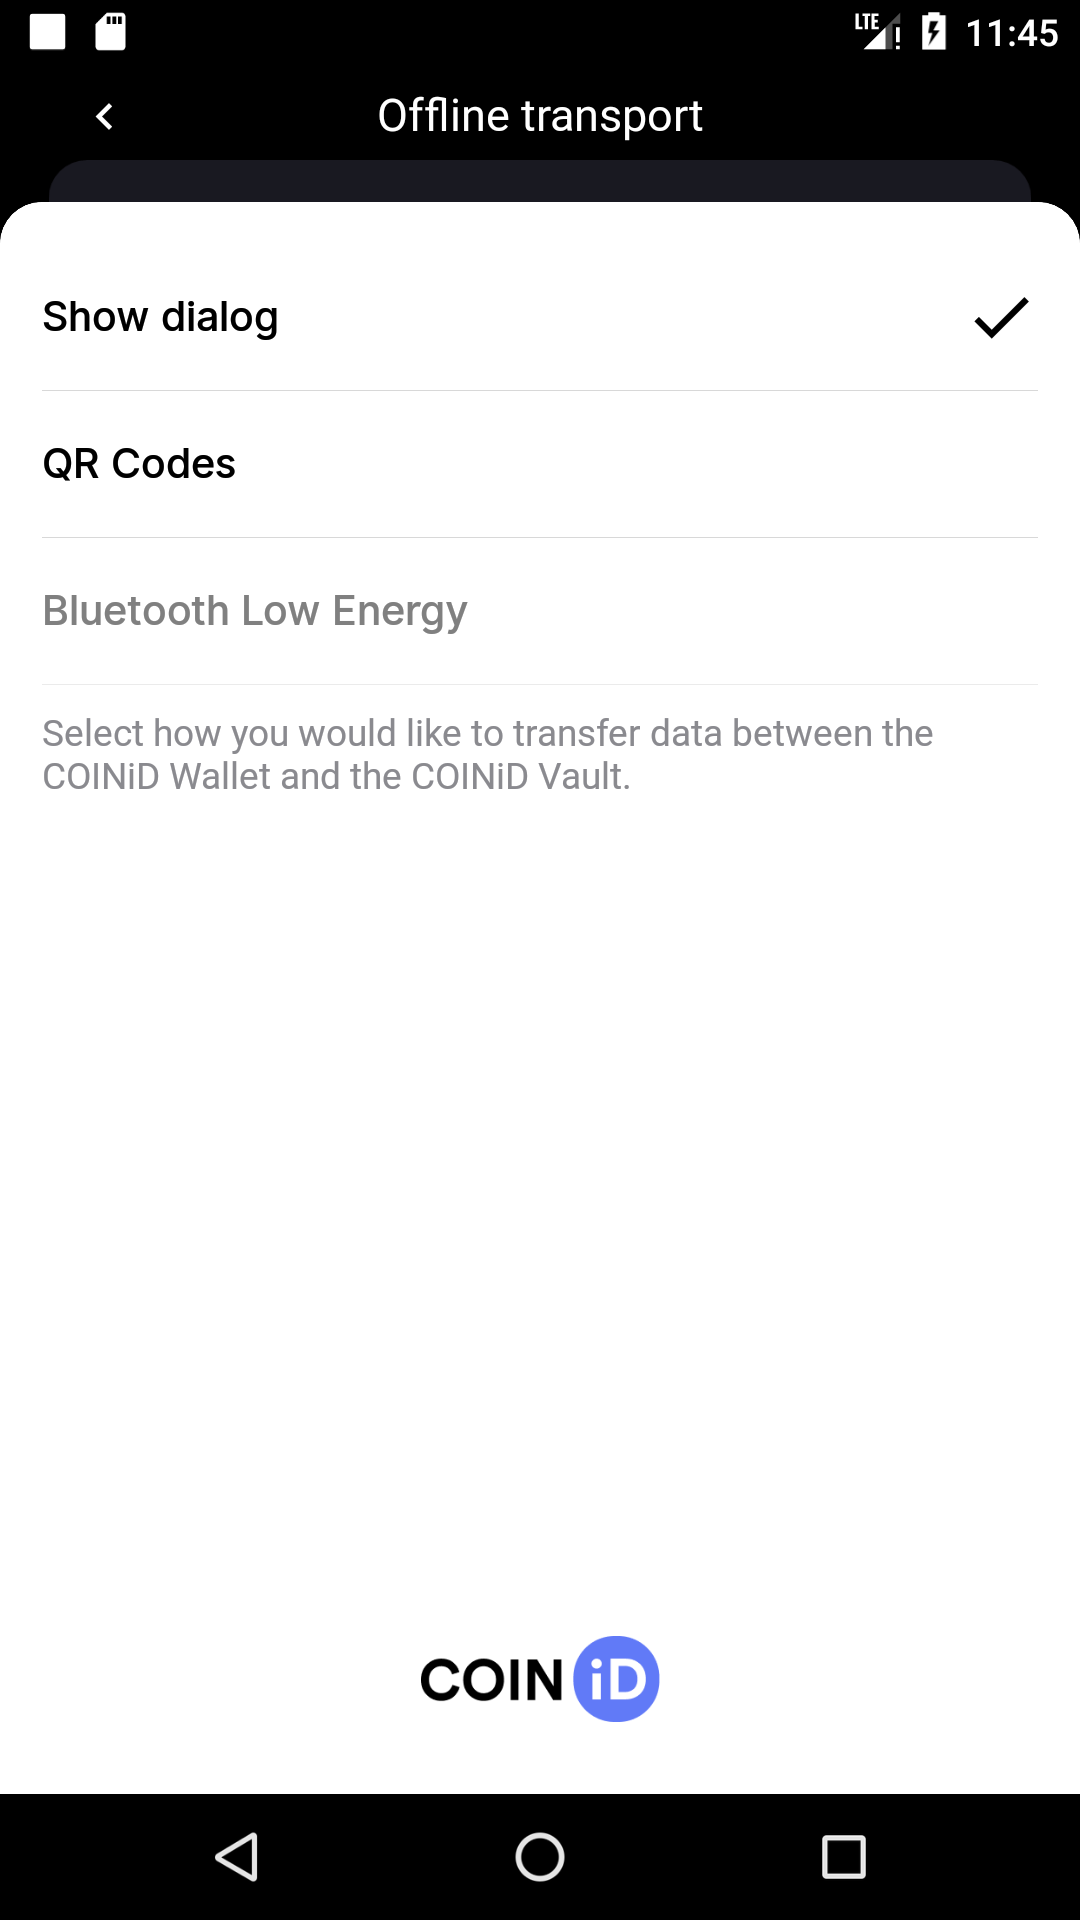 LTE 11:45
Offline transport
Show dialog
QR Codes
Bluetooth Low Energy
Select how you would like to transfer data between the
COINiD Wallet and the COINiD Vault.
COIN iD